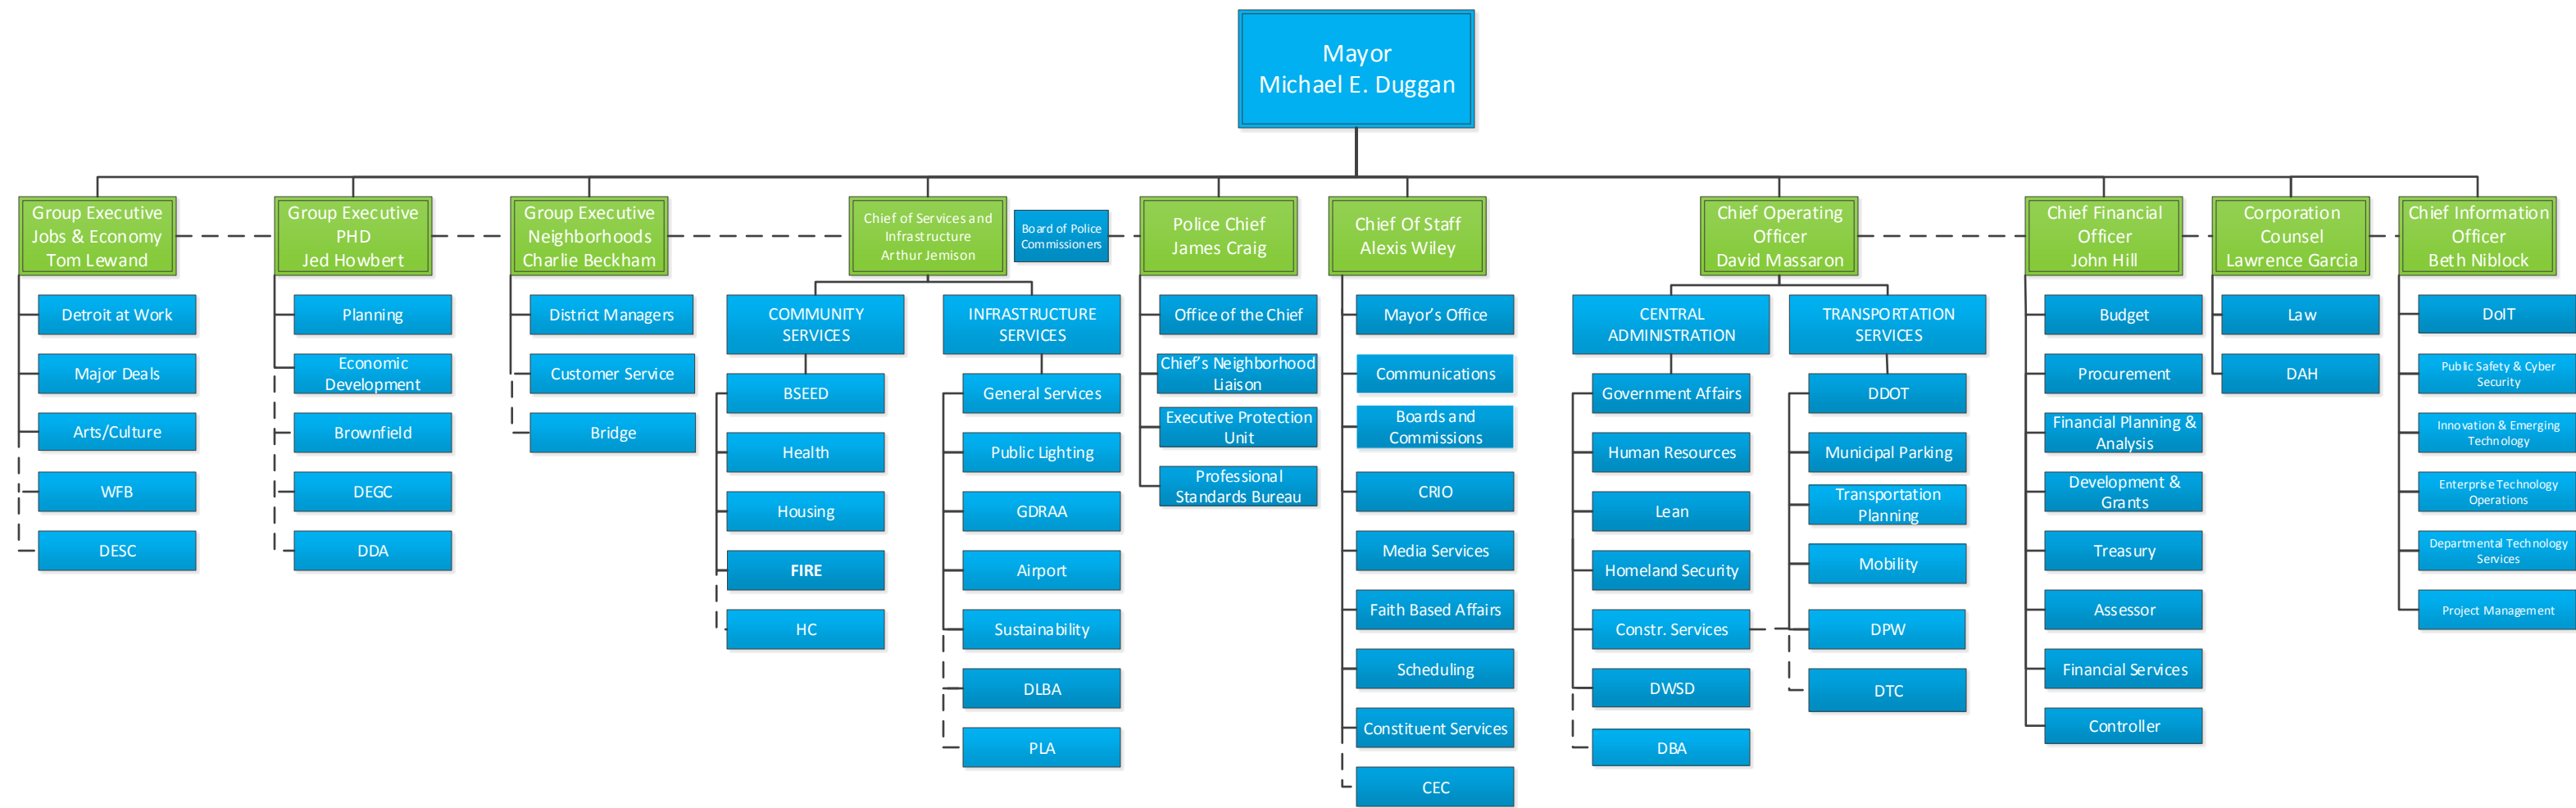 Mayor
Michael E. Duggan
Group Executive
Jobs & Economy
Tom Lewand
Group Executive
PHD
Jed Howbert
Group Executive
Neighborhoods
Charlie Beckham
Chief of Services and
Infrastructure
Arthur Jemison
Board of Police
Commissioners
Police Chief
James Craig
Chief Of Staff
Alexis Wiley
Chief Operating
Officer
David Massaron
Chief Financial
Officer
John Hill
Corporation
Counsel
Lawrence Garcia
Chief Information
Officer
Beth Niblock
Detroit at Work
Major Deals
Arts/Culture
WFB
DESC
Planning
Economic
Development
Brownfield
DEGC
DDA
District Managers
Customer Service
Bridge
COMMUNITY
SERVICES
BSEED
Health
Housing
FIRE
HC
INFRASTRUCTURE
SERVICES
General Services
Public Lighting
GDRAA
Airport
Sustainability
DLBA
PLA
Office of the Chief
Chief's Neighborhood
Liaison
Executive Protection
Unit
Professional
Standards Bureau
Mayor's Office
Communications
Boards and
Commissions
CRIO
Media Services
Faith Based Affairs
Scheduling
Constituent Services
CEC
CENTRAL
ADMINISTRATION
Government Affairs
Human Resources
Lean
Homeland Security
Constr. Services
DWSD
DBA
TRANSPORTATION
SERVICES
DDOT
Municipal Parking
Transportation
Planning
Mobility
DPW
DTC
Budget
Procurement
Financial Planning &
Analysis
Development &
Grants
Treasury
Assessor
Financial Services
Controller
Law
DAH
DoIT
Public Safety & Cyber
Security
Innovation & Emerging
Technology
Enterprise Technology
Operations
Departmental Technology
Services
Project Management